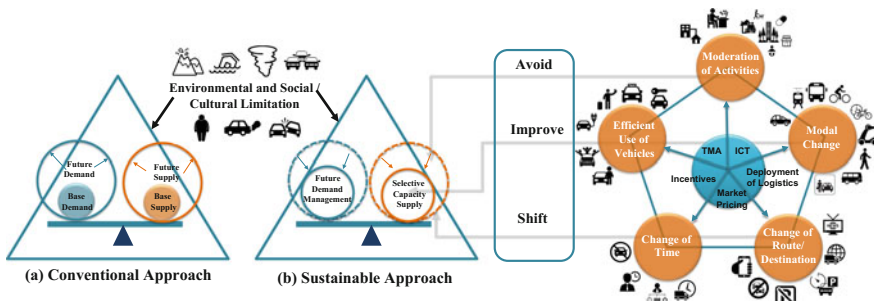 Environmental and Social /
Cultural Limitation
Future
Demand
Future
Supply
Base
Demand
Base
Supply
(a) Conventional Approach
Future
Demand
Management
Selective
Capacity
Supply
(b) Sustainable Approach
Avoid
Improve
Shift
Moderation
of Activities
Efficient
Use of
Vehicles
Modal
Change
TMA
ICT
Incentives
Deployment
of Logistics
Market
Pricing
Change of
Time
Change of
Route/
Destination
P